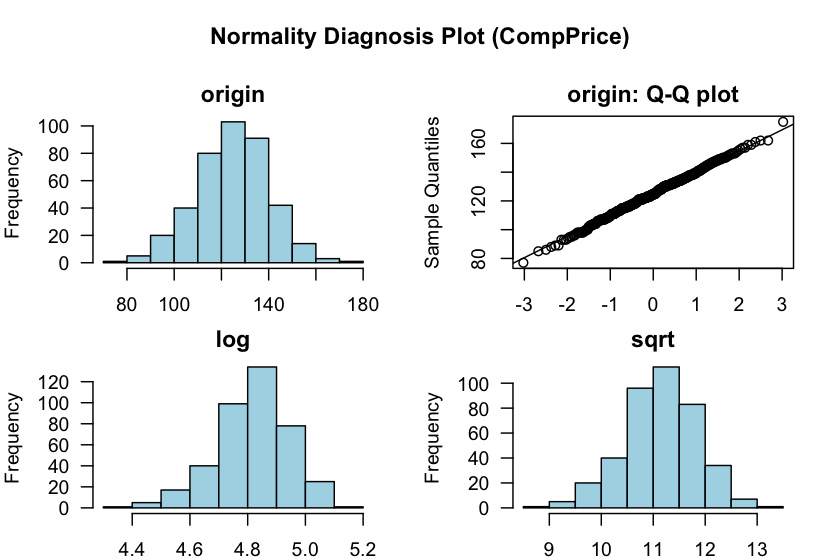 Normality Diagnosis Plot (CompPrice)
origin
Frequency
0 20 40 60 80 100
80 100 140 180
origin: Q-Q plot
Sample Quantiles
80 120 160
-3 -2 -1 0 1 2 3
log
Frequency
0 20 40 60 80 100 120
4.4 4.6 4.8 5.0 5.2
sqrt
Frequency
0 20 40 60 80 100
9 10 11 12 13